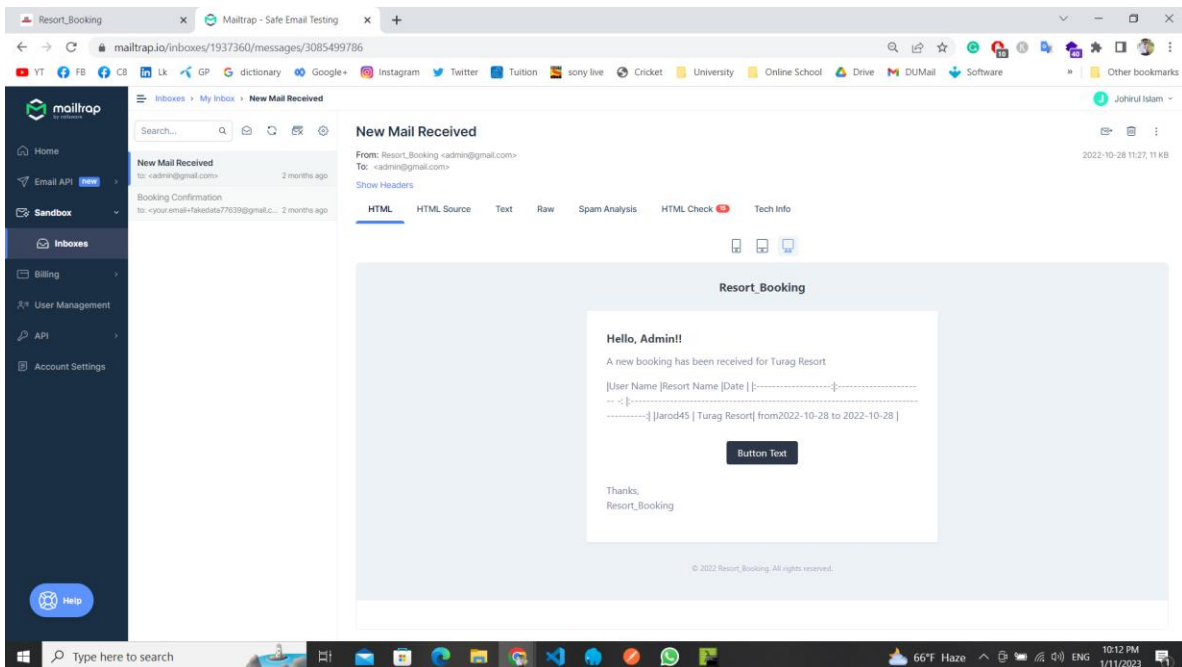 Resort_Booking
Mailtrap - Safe Email Testing
mailtrap.io/inboxes/1937360/messages/3085499786
YT FB CB Lk GP dictionary Google+ Instagram Twitter Tuition sony live Cricket University Online School Drive DUMail Software » Other bookmarks
mailtrap
by railsware
Inboxes > My Inbox > New Mail Received
Johirul Islam
Home
Email API new
Sandbox
Inboxes
Billing
User Management
API
Account Settings
Help
Search...
New Mail Received
to: <admin@gmail.com> 2 months ago
Booking Confirmation
to: <your.email+fakedata77639@gmail.c... 2 months ago
New Mail Received
From: Resort_Booking <admin@gmail.com>
To: <admin@gmail.com>
2022-10-28 11:27, 11 KB
Show Headers
HTML HTML Source Text Raw Spam Analysis HTML Check Tech Info
Resort_Booking
Hello, Admin!!
A new booking has been received for Turag Resort
|User Name |Resort Name |Date | |:-------------------:|:--------------------
-- -: |:------------------------------------------------------------------------
----------:| |Jarod45 | Turag Resort| from2022-10-28 to 2022-10-28 |
Button Text
Thanks,
Resort_Booking
© 2022 Resort_Booking. All rights reserved.
Type here to search
66°F Haze
ENG
10:12 PM
1/11/2023